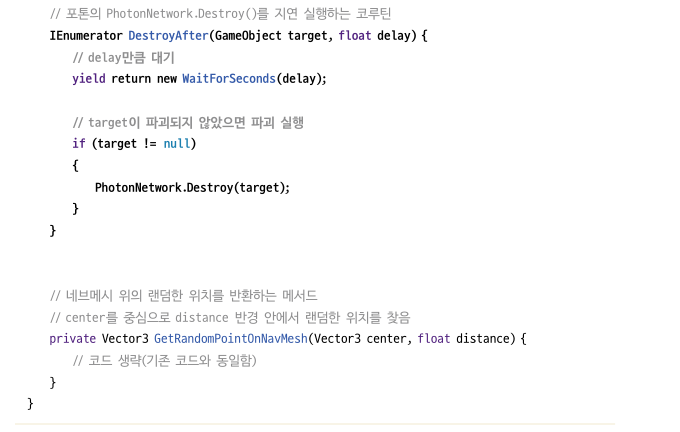 // 포톤의 PhotonNetwork.Destroy()를 지연 실행하는 코루틴
IEnumerator DestroyAfter(GameObject target, float delay) {
// delay만큼 대기
yield return new WaitForSeconds(delay);
// target이 파괴되지 않았으면 파괴 실행
if (target != null)
{
PhotonNetwork.Destroy(target);
}
}
// 네브메시 위의 랜덤한 위치를 반환하는 메서드
// center를 중심으로 distance 반경 안에서 랜덤한 위치를 찾음
private Vector3 GetRandomPointOnNavMesh(Vector3 center, float distance) {
// 코드 생략(기존 코드와 동일함)
}
}